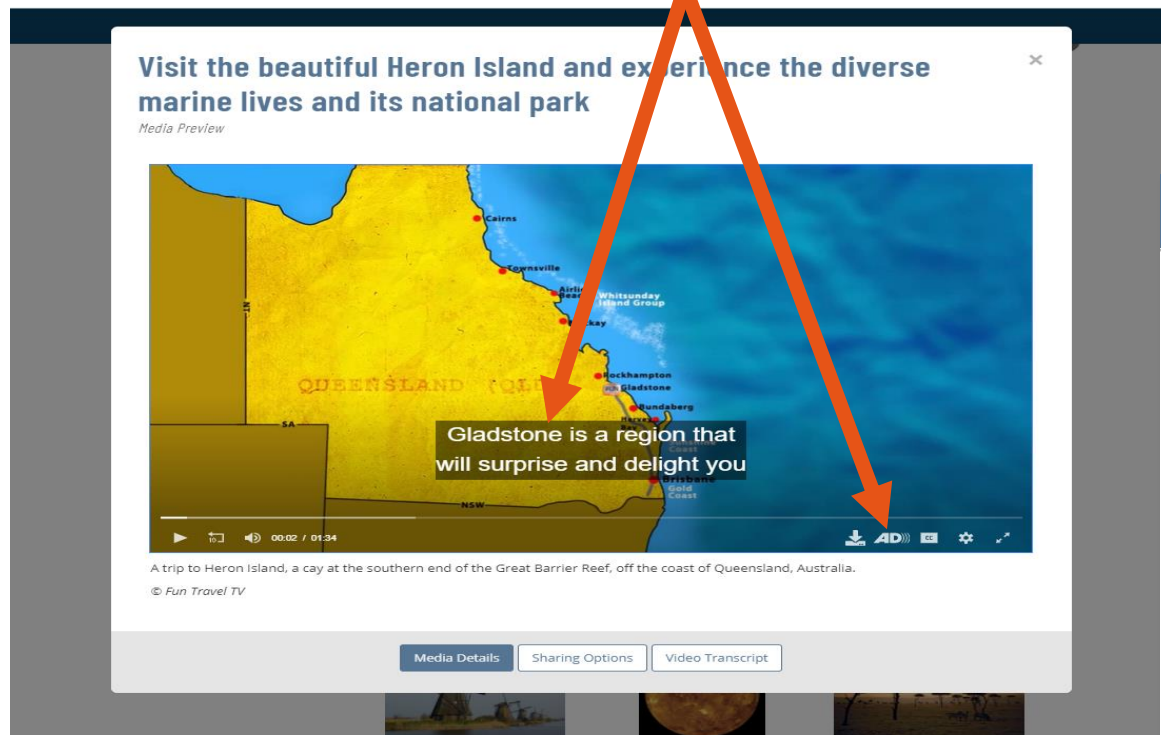 Visit the beautiful Heron Island and experience the diverse
marine lives and its national park
Media Preview
Cairns
Townsville
Whitsunday
Island Group
NT
Rockhampton
Gladstone
QUEENSLAND
Bundaberg
SA
Gladstone is a region that
will surprise and delight you
Coast
Brisbane
Gold
Coast
NSW
10
00:02 / 01:34
AD
CC
A trip to Heron Island, a cay at the southern end of the Great Barrier Reef, off the coast of Queensland, Australia.
© Fun Travel TV
Media Details
Sharing Options
Video Transcript